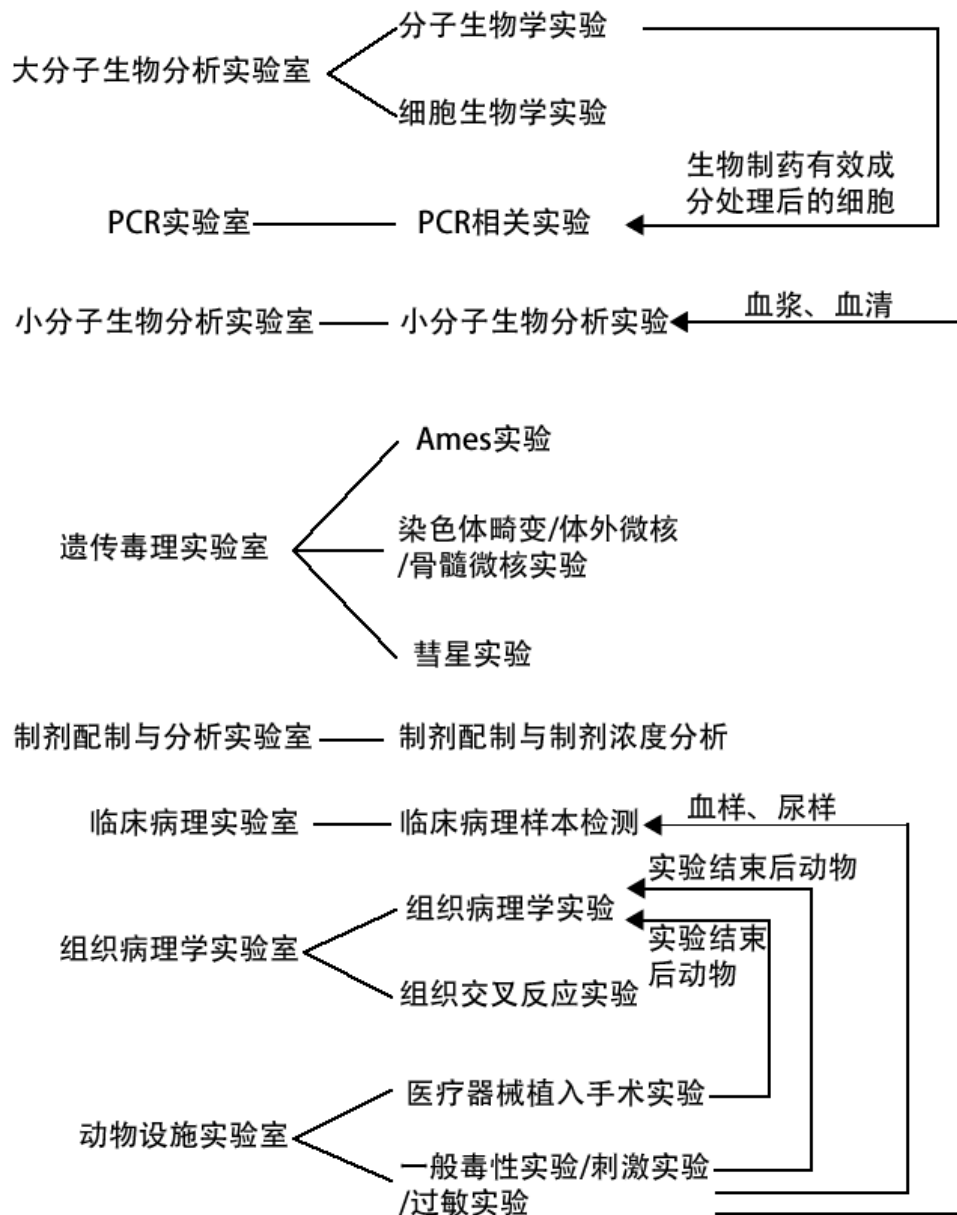 分子生物学实验
大分子生物分析实验室
细胞生物学实验
生物制药有效成
分处理后的细胞
PCR实验室
PCR相关实验
血浆、血清
小分子生物分析实验室
小分子生物分析实验
Ames实验
遗传毒理实验室
染色体畸变/体外微核
/骨髓微核实验
彗星实验
制剂配制与分析实验室
制剂配制与制剂浓度分析
血样、尿样
临床病理实验室
临床病理样本检测
实验结束后动物
组织病理学实验
组织病理学实验室
实验结束
后动物
组织交叉反应实验
医疗器械植入手术实验
动物设施实验室
一般毒性实验/刺激实验
/过敏实验